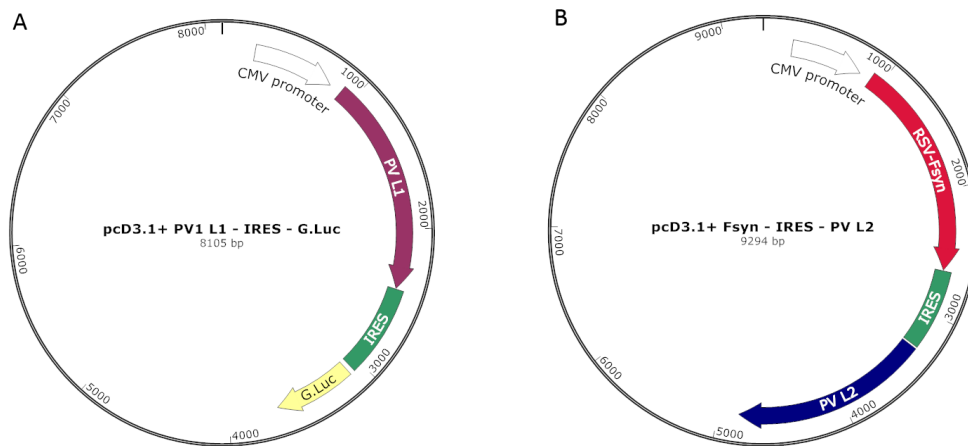 A
8000
CMV promoter
1000
PV L1
2000
IRES
3000
G.Luc
4000
5000
6000
7000
pcD3.1+ PV1 L1 - IRES - G.Luc
8105 bp
B
9000
CMV promoter
1000
RSV-Fsyn
2000
IRES
3000
PV L2
4000
5000
6000
7000
8000
pcD3.1+ Fsyn - IRES - PV L2
9294 bp